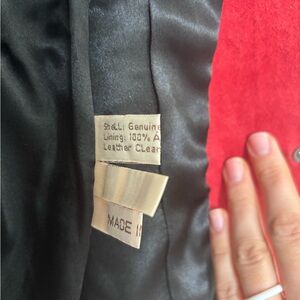 Shell: Genuine
Lining: 100% A
Leather Clean
MADE I